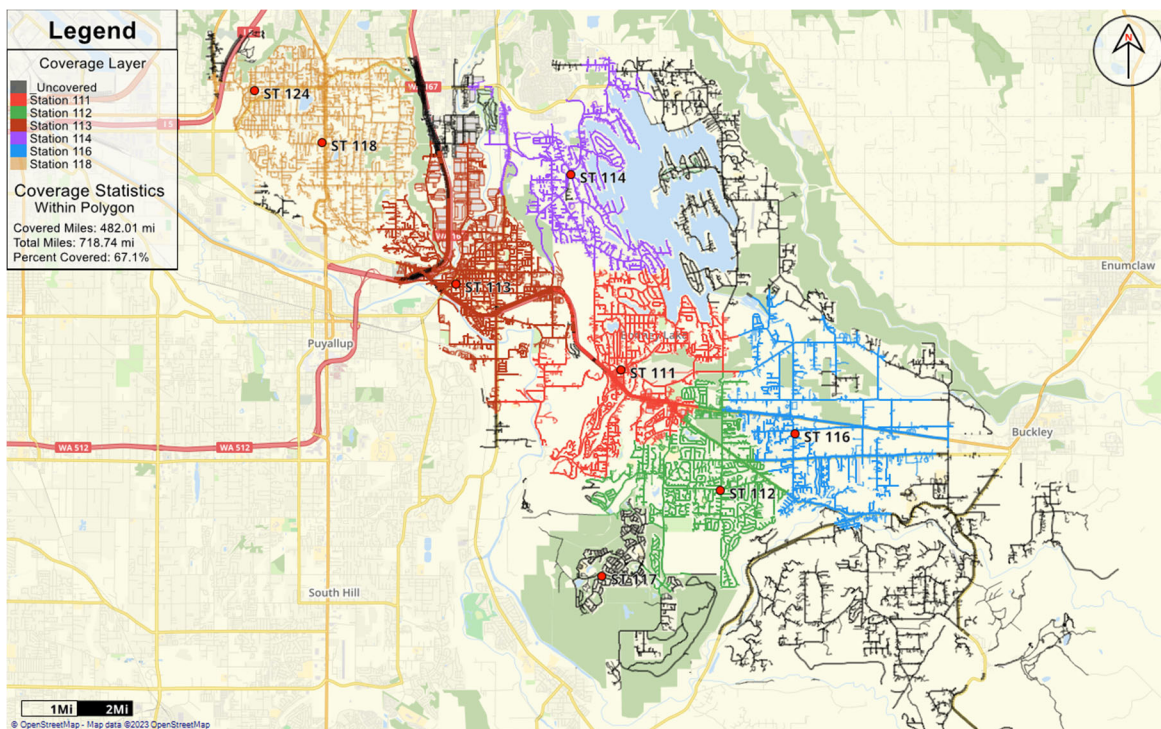 Legend
Coverage Layer
Uncovered
Station 111
Station 112
Station 113
Station 114
Station 116
Station 118
Coverage Statistics
Within Polygon
Covered Miles: 482.01 mi
Total Miles: 718.74 mi
Percent Covered: 67.1%
N
WA 167
I 5
ST 124
ST 118
ST 114
ST 113
Enumclaw
Puyallup
ST 111
Buckley
ST 116
WA 512
WA 512
ST 112
ST 117
South Hill
1Mi 2Mi
© OpenStreetMap - Map data ©2023 OpenStreetMap